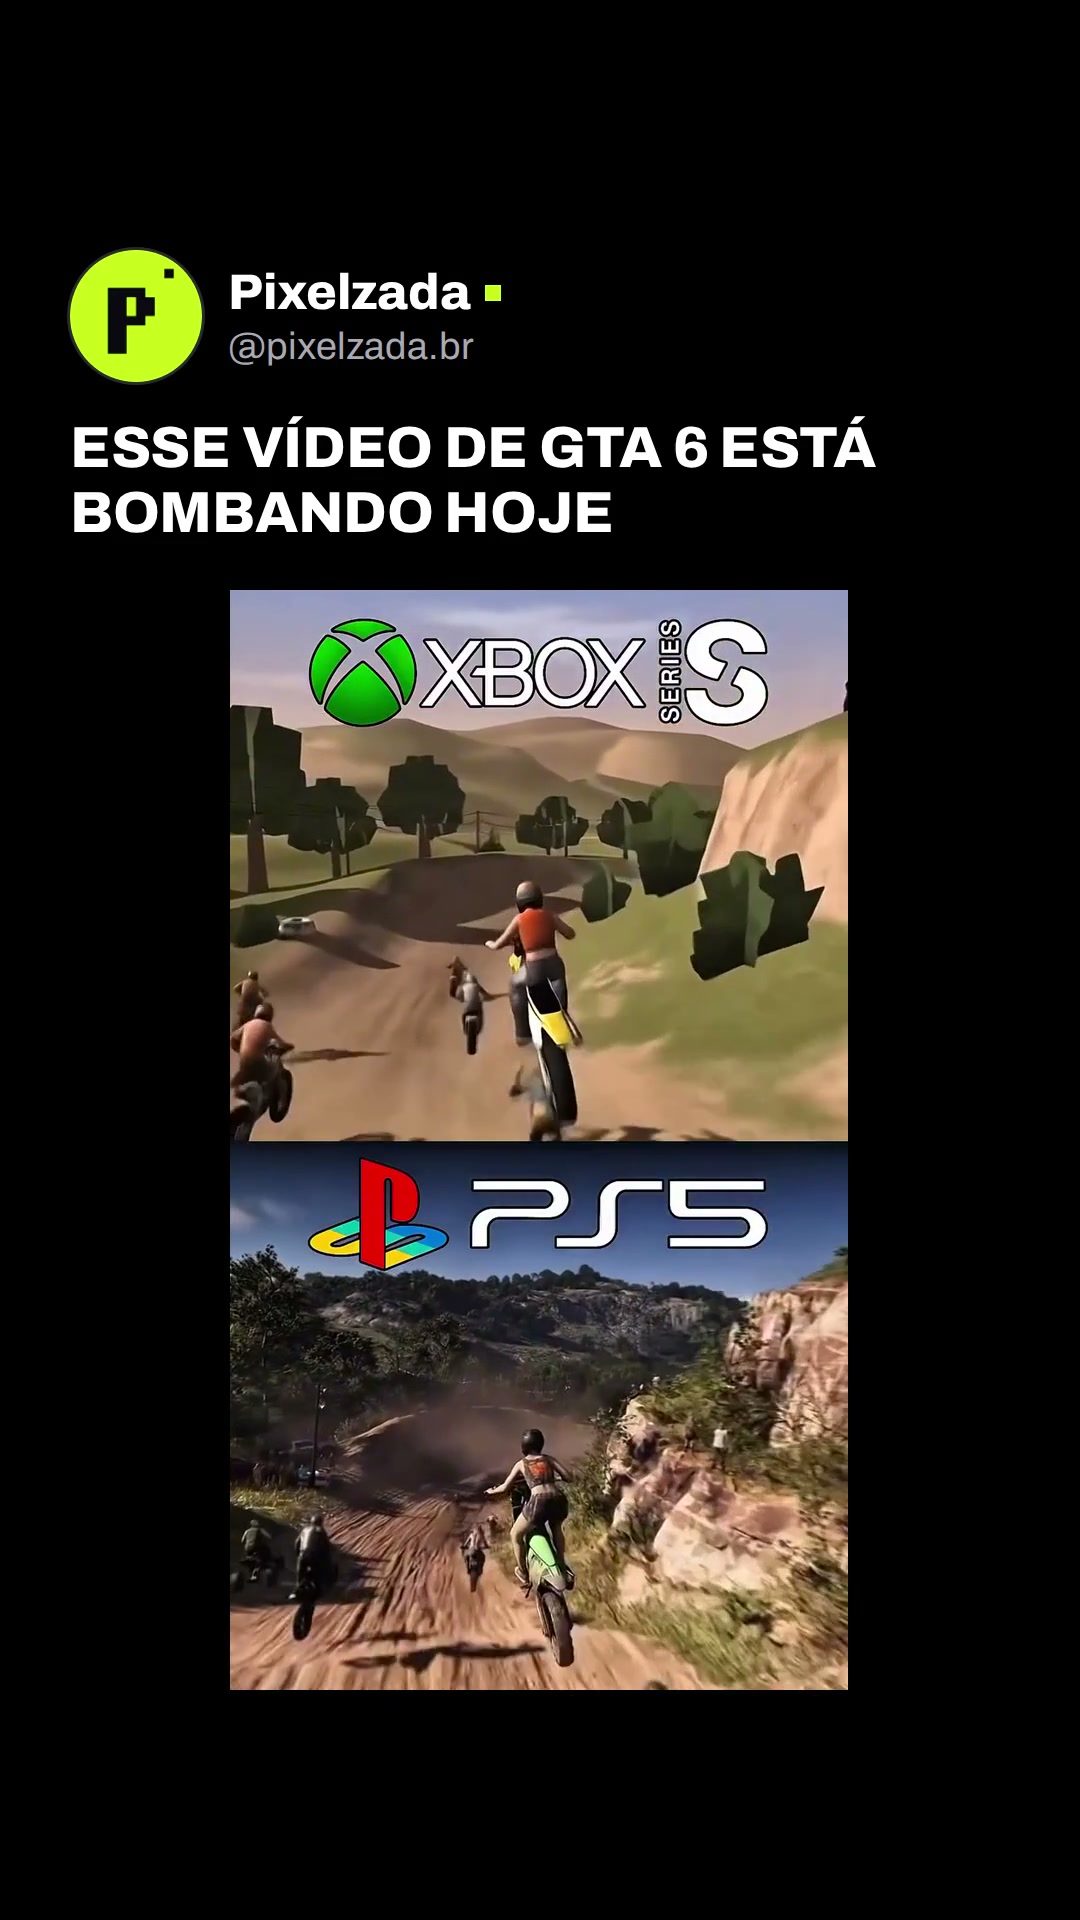 Pixelzada
@pixelzada.br
ESSE VÍDEO DE GTA 6 ESTÁ
BOMBANDO HOJE
XBOX SERIES S
PS5